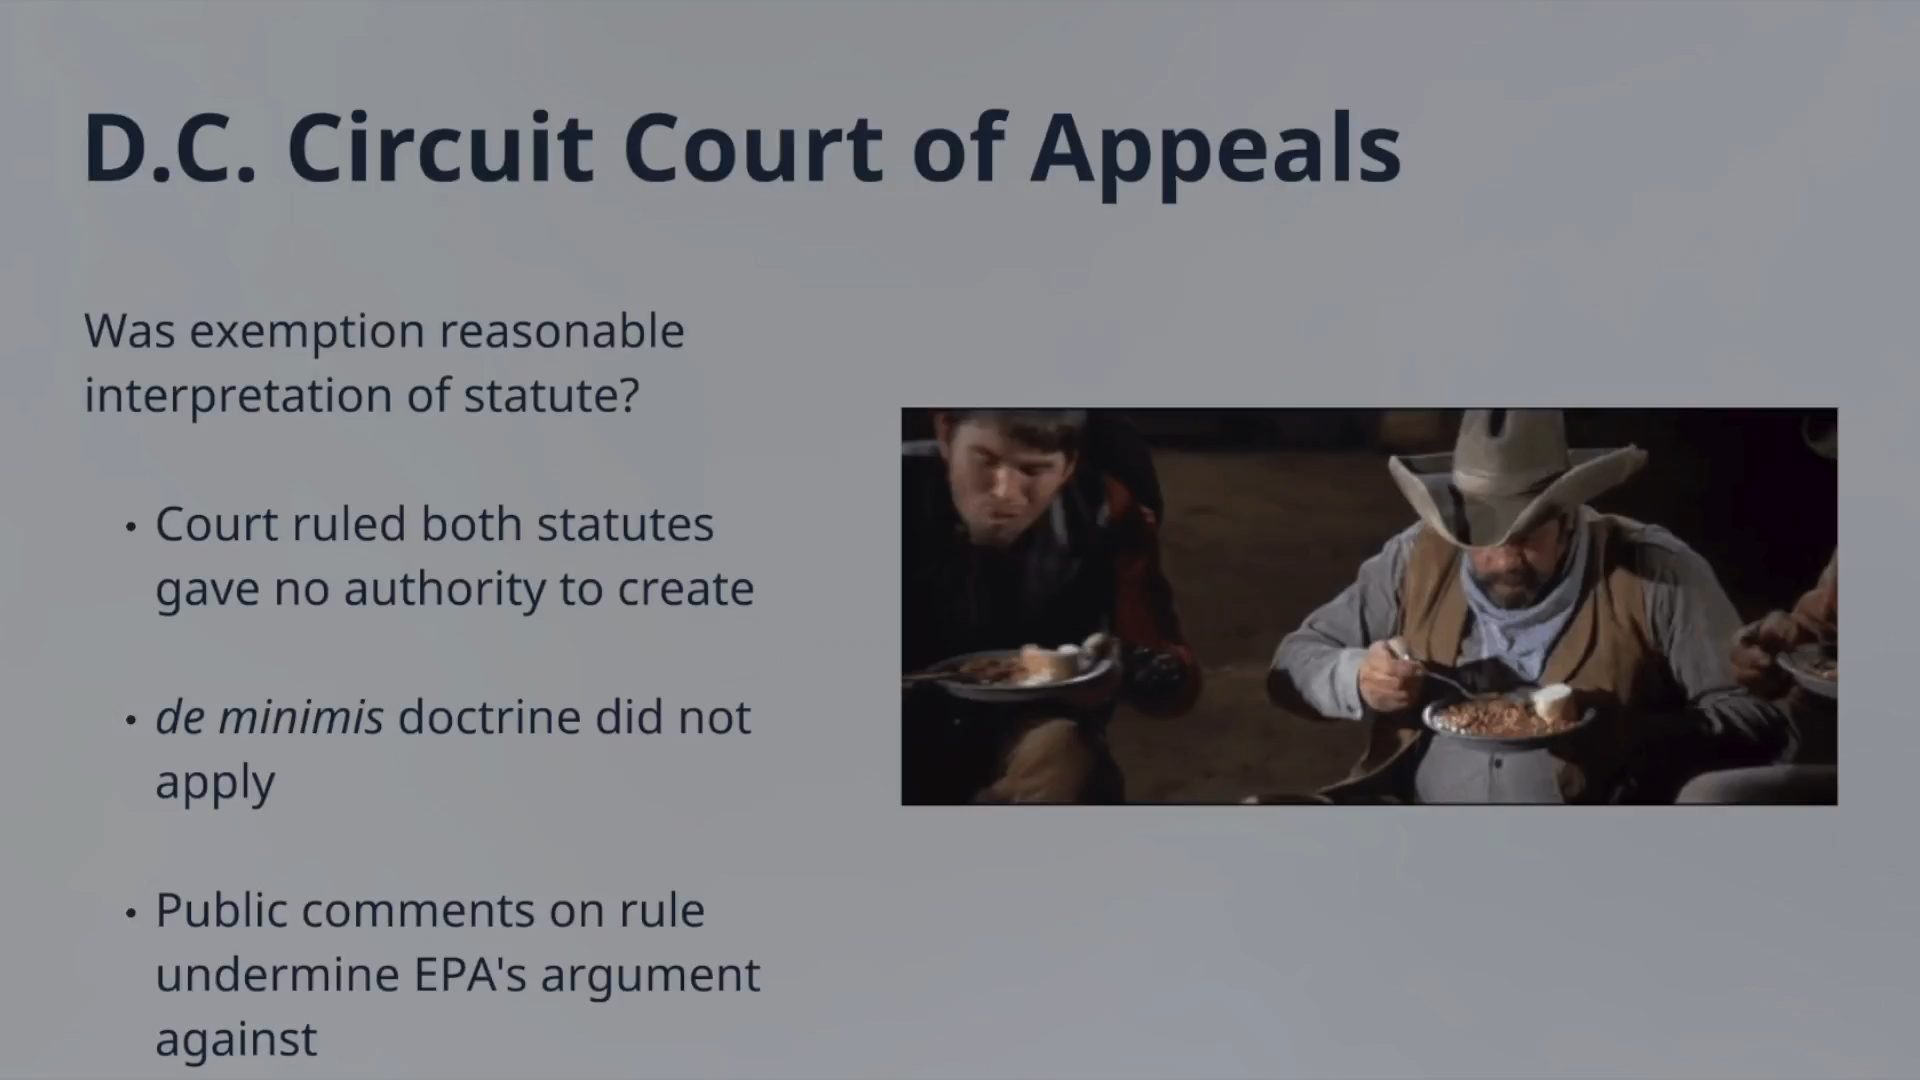 D.C. Circuit Court of Appeals
Was exemption reasonable
interpretation of statute?
• Court ruled both statutes
gave no authority to create
• de minimis doctrine did not
apply
• Public comments on rule
undermine EPA's argument
against